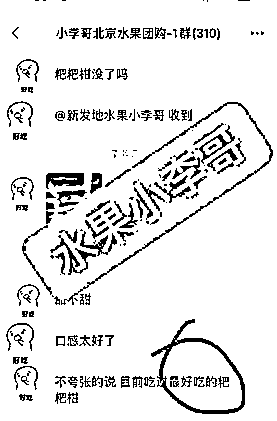 小学哥北京水果团购-1群(310)
粑粑柑没了吗
@新发地水果小李哥 收到
水果小李哥
不甜
口感太好了
不夸张的说 目前吃过最好吃的粑
粑柑